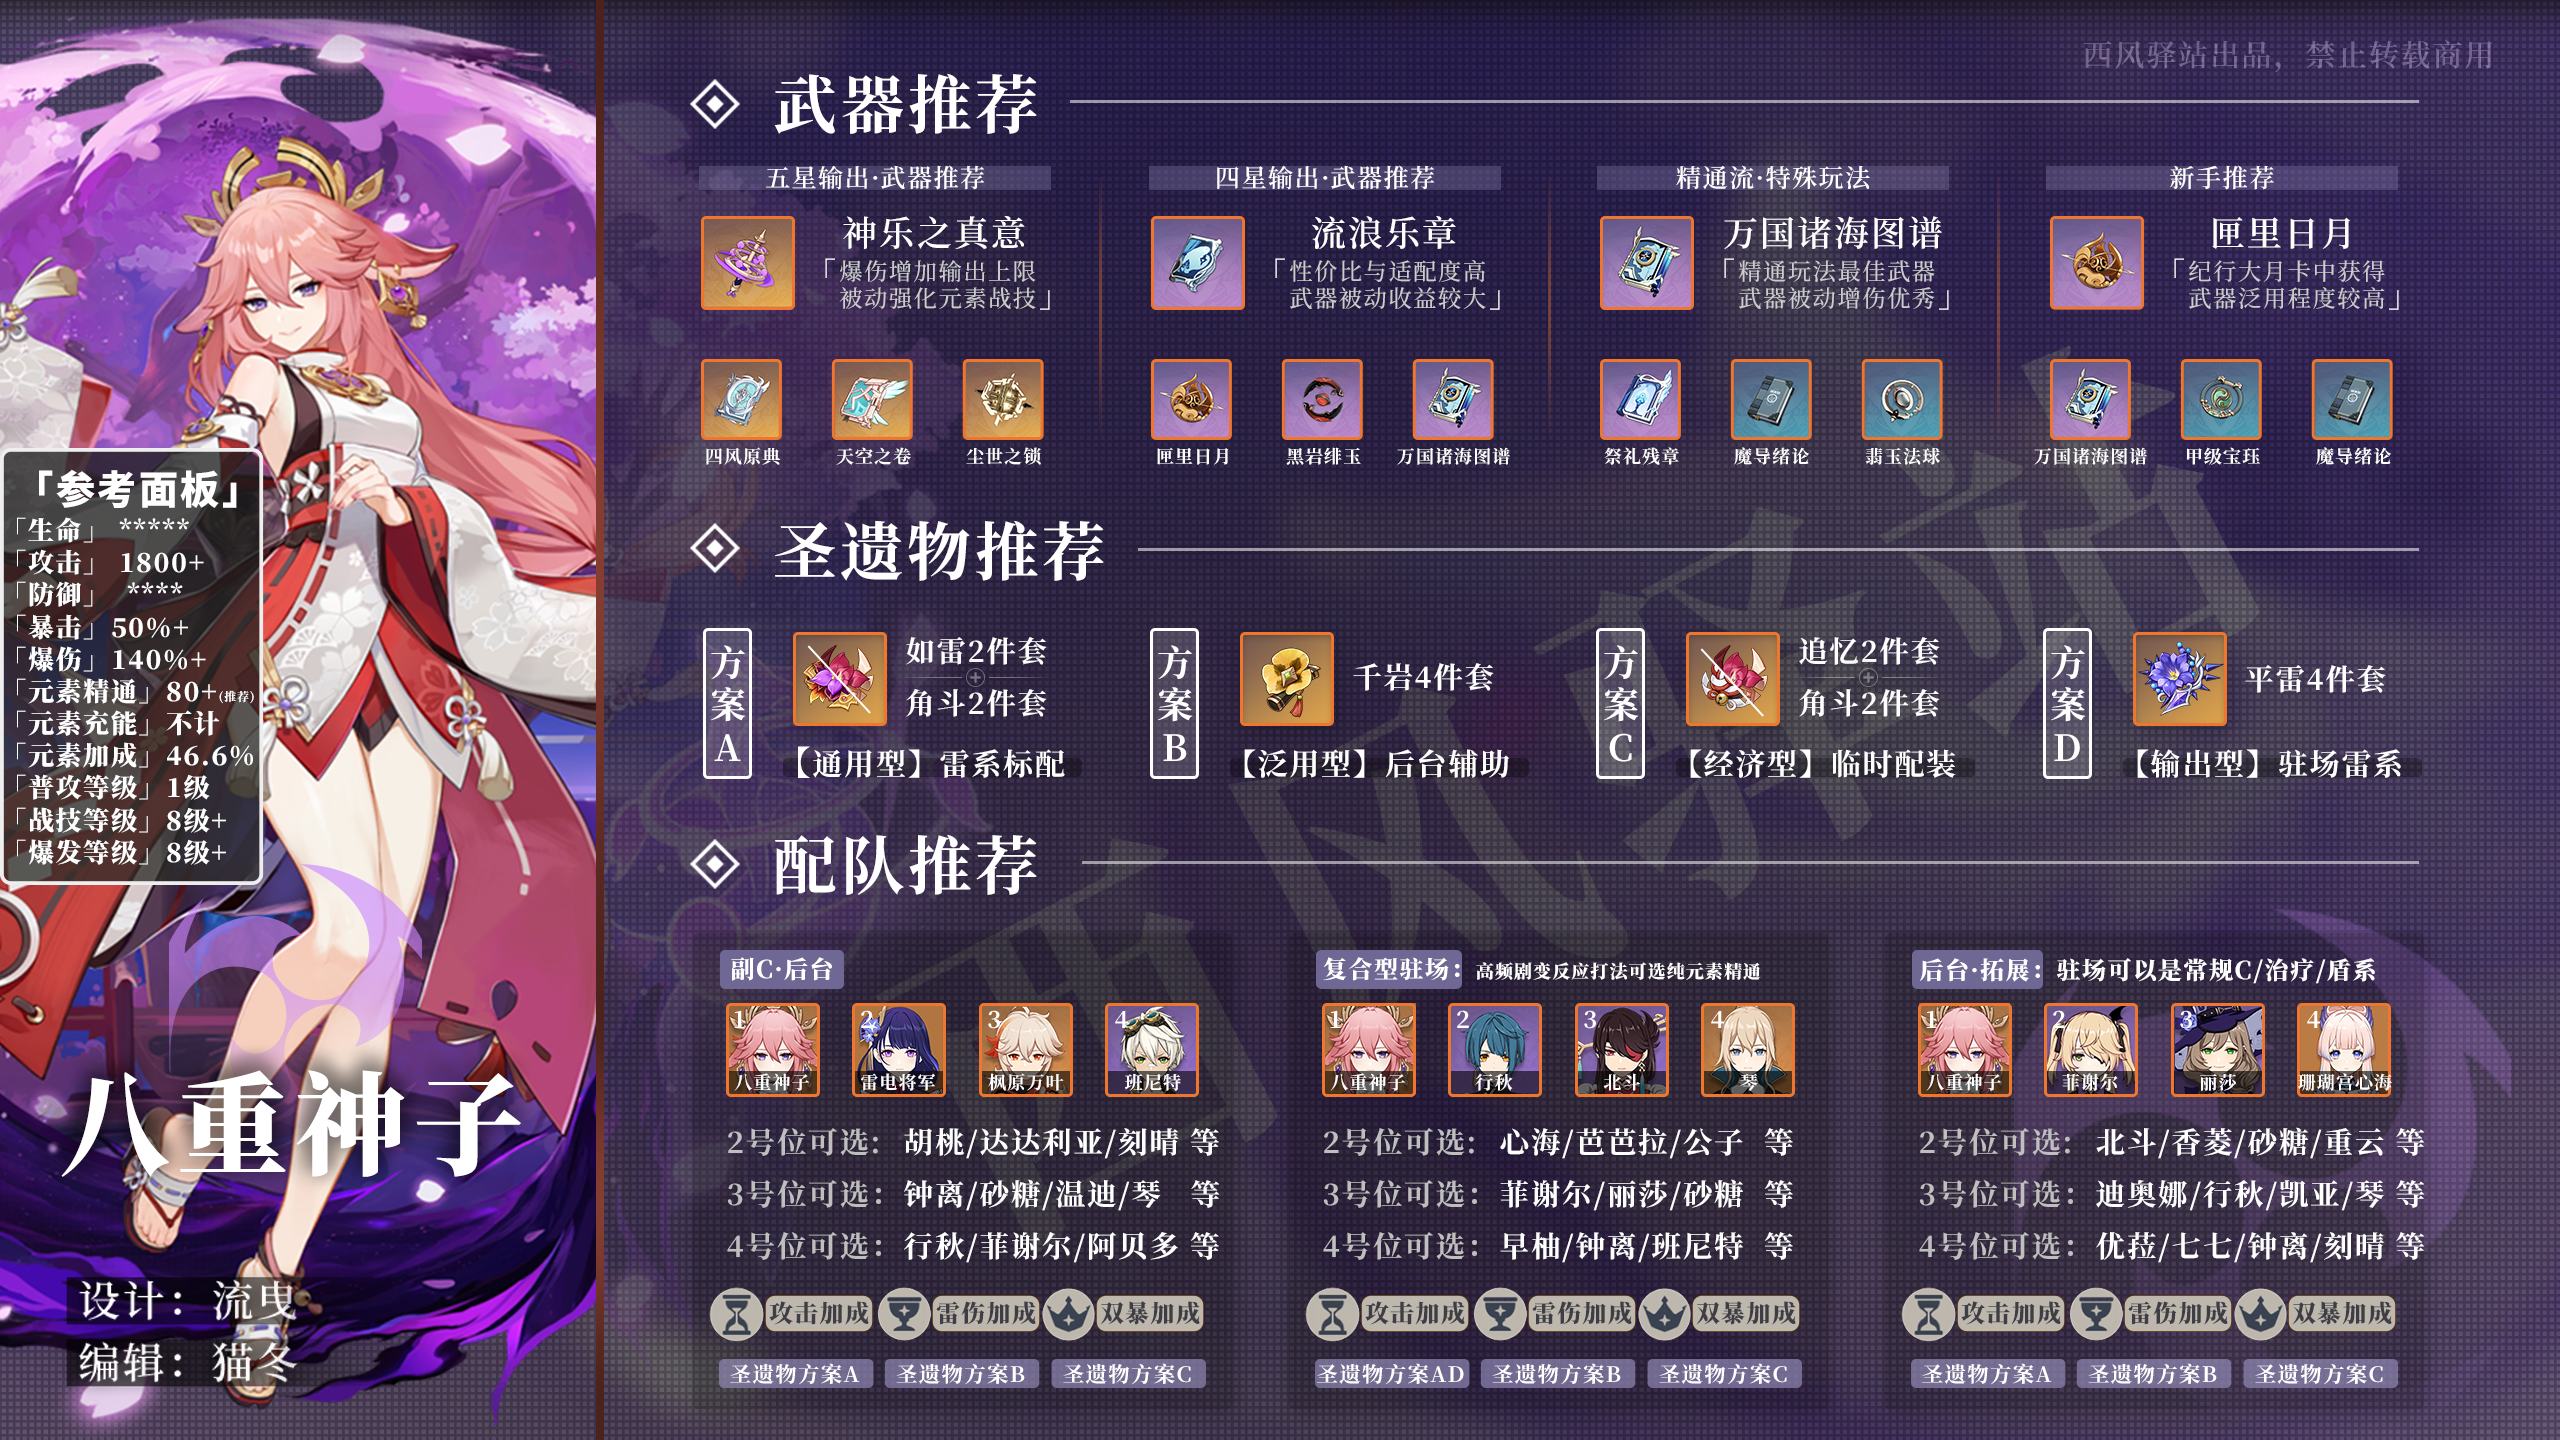 西风驿站出品，禁止转载商用
武器推荐
五星输出·武器推荐
神乐之真意
「爆伤增加输出上限
被动强化元素战技」
四风原典 天空之卷 尘世之锁
四星输出·武器推荐
流浪乐章
「性价比与适配度高
武器被动收益较大」
匣里日月 黑岩绯玉 万国诸海图谱
精通流·特殊玩法
万国诸海图谱
「精通玩法最佳武器
武器被动增伤优秀」
祭礼残章 魔导绪论 翡玉法球
新手推荐
匣里日月
「纪行大月卡中获得
武器泛用程度较高」
万国诸海图谱 甲级宝珏 魔导绪论
圣遗物推荐
方案A
如雷2件套
角斗2件套
【通用型】雷系标配
方案B
千岩4件套
【泛用型】后台辅助
方案C
追忆2件套
角斗2件套
【经济型】临时配装
方案D
平雷4件套
【输出型】驻场雷系
配队推荐
副C·后台
1 2 3 4
八重神子 雷电将军 枫原万叶 班尼特
2号位可选：胡桃/达达利亚/刻晴 等
3号位可选：钟离/砂糖/温迪/琴 等
4号位可选：行秋/菲谢尔/阿贝多 等
攻击加成 雷伤加成 双暴加成
圣遗物方案A 圣遗物方案B 圣遗物方案C
复合型驻场：高频剧变反应打法可选纯元素精通
1 2 3 4
八重神子 行秋 北斗 琴
2号位可选：心海/芭芭拉/公子 等
3号位可选：菲谢尔/丽莎/砂糖 等
4号位可选：早柚/钟离/班尼特 等
攻击加成 雷伤加成 双暴加成
圣遗物方案AD 圣遗物方案B 圣遗物方案C
后台·拓展：驻场可以是常规C/治疗/盾系
1 2 3 4
八重神子 菲谢尔 丽莎 珊瑚宫心海
2号位可选：北斗/香菱/砂糖/重云 等
3号位可选：迪奥娜/行秋/凯亚/琴 等
4号位可选：优菈/七七/钟离/刻晴 等
攻击加成 雷伤加成 双暴加成
圣遗物方案A 圣遗物方案B 圣遗物方案C
「参考面板」
「生命」 *****
「攻击」 1800+
「防御」 ****
「暴击」50%+
「爆伤」140%+
「元素精通」80+(推荐)
「元素充能」不计
「元素加成」46.6%
「普攻等级」1级
「战技等级」8级+
「爆发等级」8级+
八重神子
设计：流曳
编辑：猫冬
西风驿站